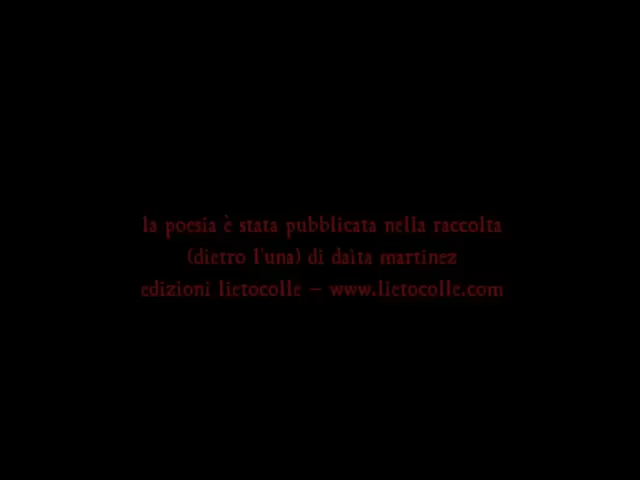 la poesia è stata pubblicata nella raccolta
(dietro l'una) di daìta martinez
edizioni lietocolle – www.lietocolle.com